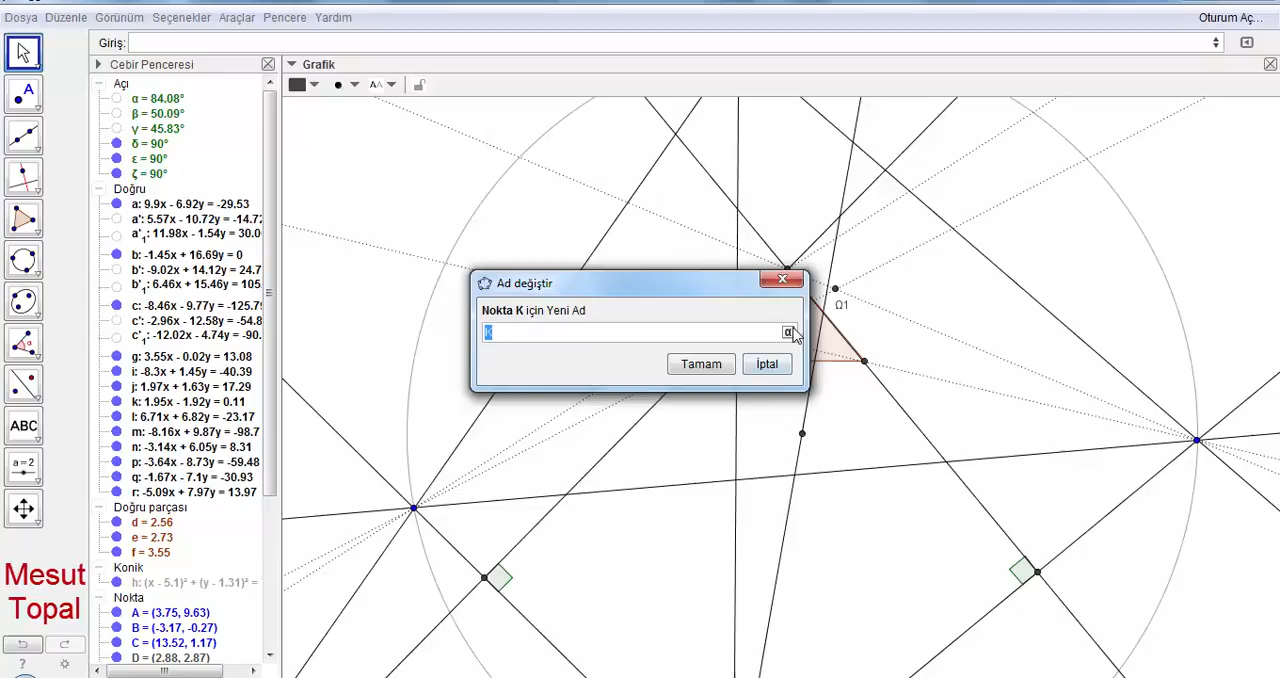 Dosya Düzenle Görünüm Seçenekler Araçlar Pencere Yardım Oturum Aç...
Giriş:
Cebir Penceresi
Grafik
Açı
α = 84.08°
β = 50.09°
γ = 45.83°
δ = 90°
ε = 90°
ζ = 90°
Doğru
a: 9.9x - 6.92y = -29.53
a': 5.57x - 10.72y = -14.72
a'₁: 11.98x - 1.54y = 30.0
b: -1.45x + 16.69y = 0
b': -9.02x + 14.12y = 24.7
b'₁: 6.46x + 15.46y = 105.
c: -8.46x - 9.77y = -125.7
c': -2.96x - 12.58y = -54.8
c'₁: -12.02x - 4.74y = -90.
g: 3.55x - 0.02y = 13.08
i: -8.3x + 1.45y = -40.39
j: 1.97x + 1.63y = 17.29
k: 1.95x - 1.92y = 0.11
l: 6.71x + 6.82y = -23.17
m: -8.16x + 9.87y = -98.7
n: -3.14x + 6.05y = 8.31
p: -3.64x - 8.73y = -59.48
q: -1.67x - 7.1y = -30.93
r: -5.09x + 7.97y = 13.97
Doğru parçası
d = 2.56
e = 2.73
f = 3.55
Konik
h: (x - 5.1)² + (y - 1.31)² =
Nokta
A = (3.75, 9.63)
B = (-3.17, -0.27)
C = (13.52, 1.17)
D = (2.88, 2.87)
ABC
a=2
Mesut
Topal
Ad değiştir
Nokta K için Yeni Ad
K
α
Tamam İptal
Ω1